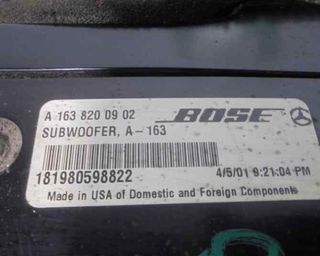 A 163 820 09 02
BOSE
SUBWOOFER, A-163
181980598822
4/5/01 9:21:04 PM
Made in USA of Domestic and Foreign Components